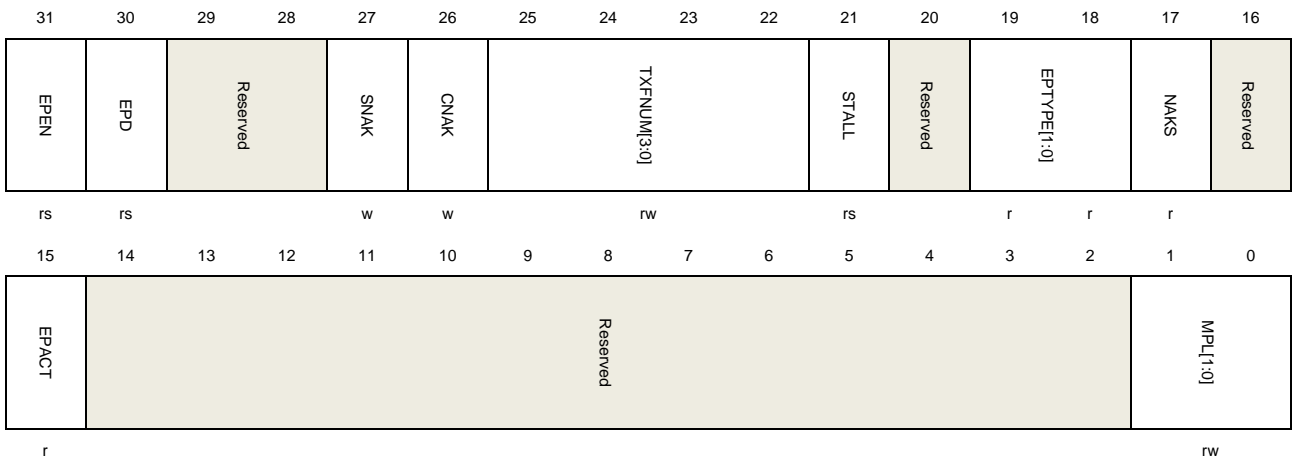 31 30 29 28 27 26 25 24 23 22 21 20 19 18 17 16
EPEN EPD Reserved SNAK CNAK TXFNUM[3:0] STALL Reserved EPTYPE[1:0] NAKS Reserved
rs rs w w rw rs r r r
15 14 13 12 11 10 9 8 7 6 5 4 3 2 1 0
EPACT Reserved MPL[1:0]
r rw